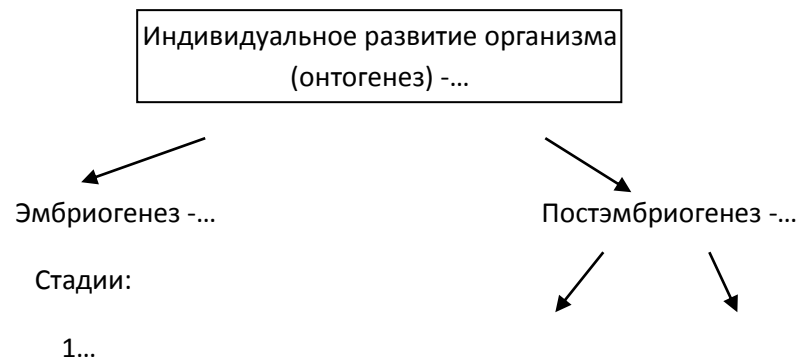 Индивидуальное развитие организма
(онтогенез) -...
Эмбриогенез -...
Постэмбриогенез -...
Стадии:
1...